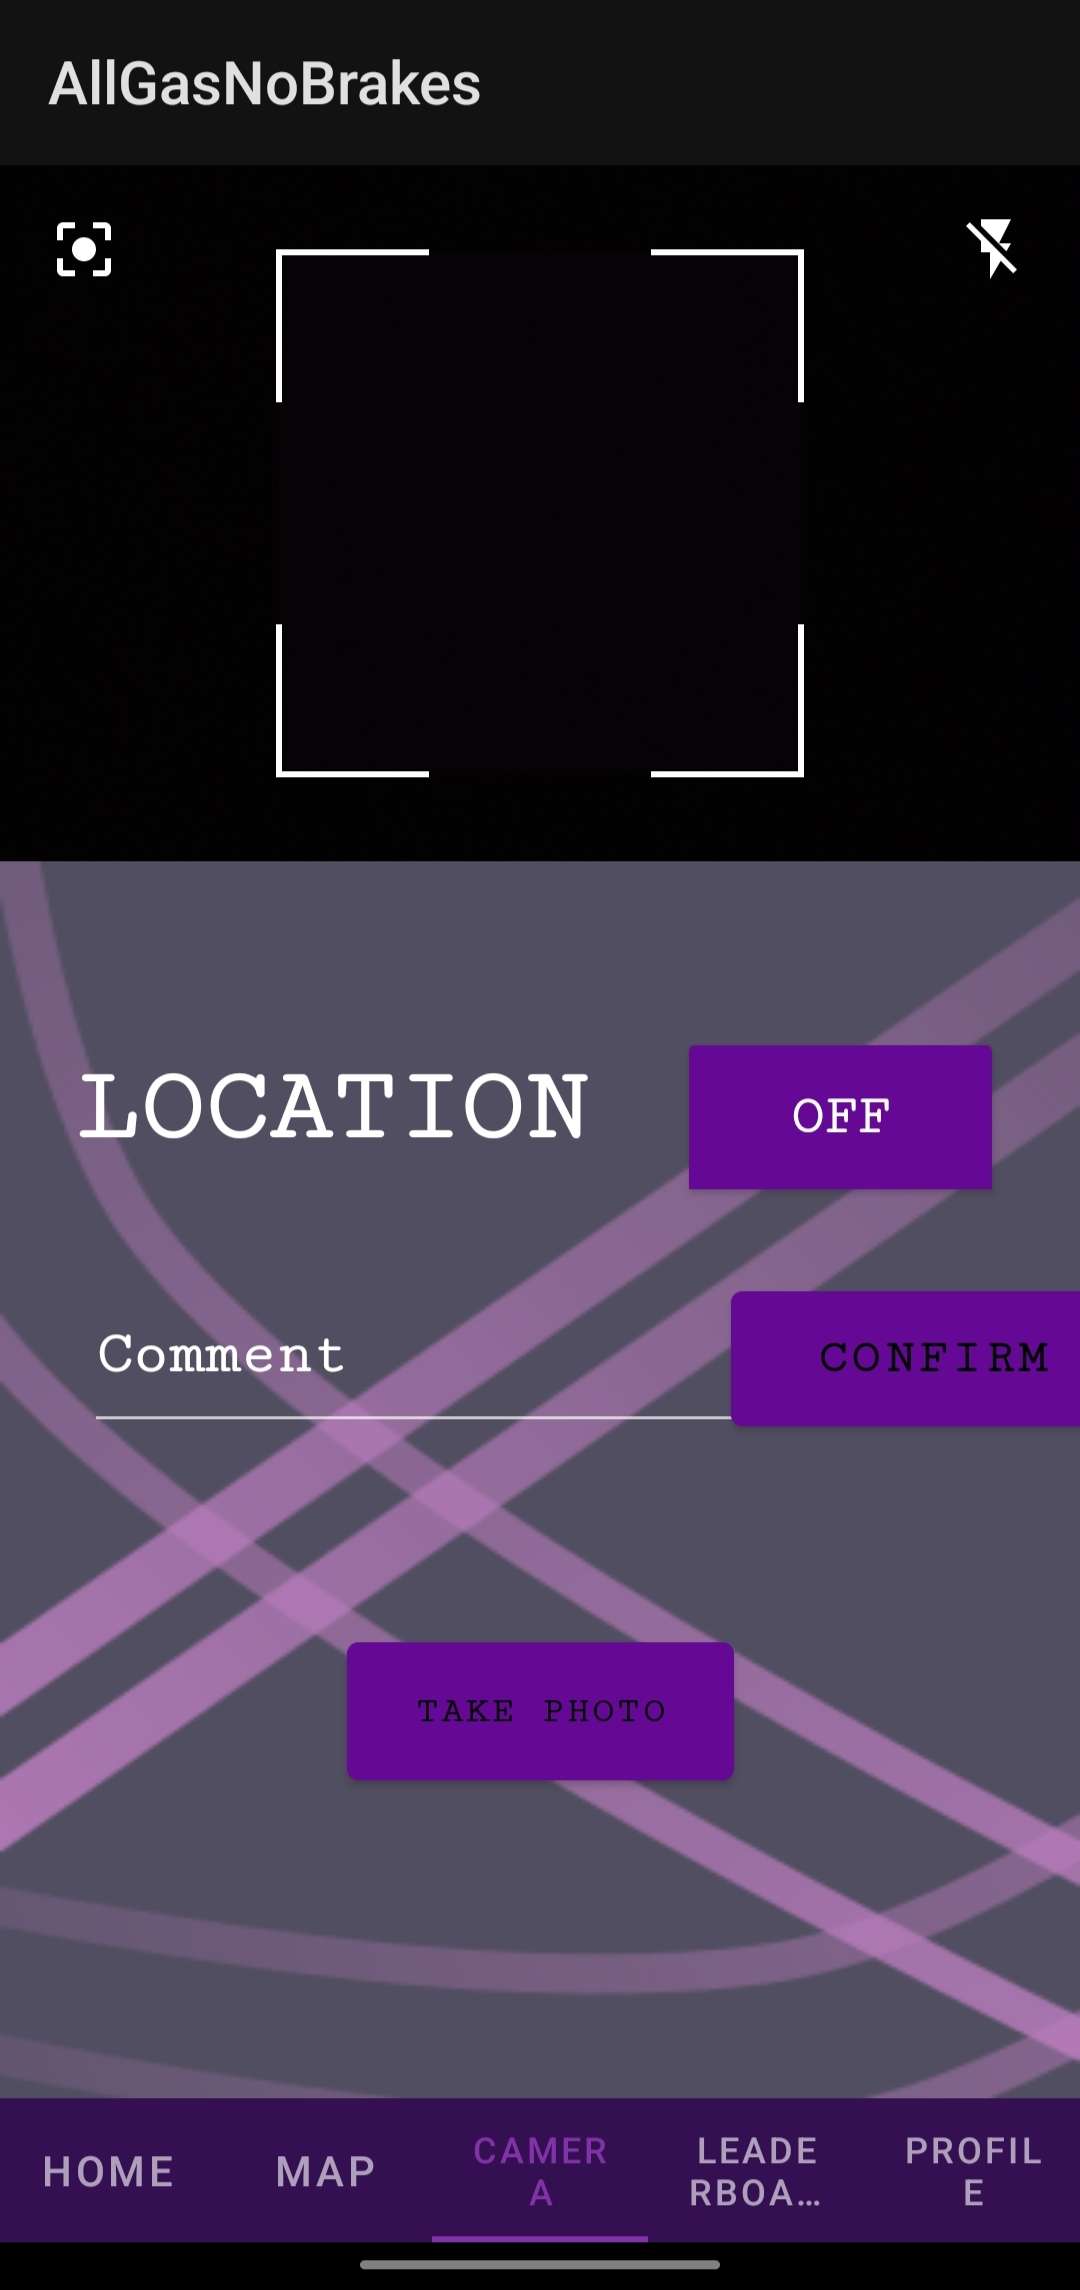 AllGasNoBrakes
LOCATION
OFF
Comment
CONFIRM
TAKE PHOTO
HOME
MAP
CAMER
A
LEADE
RBOA…
PROFIL
E